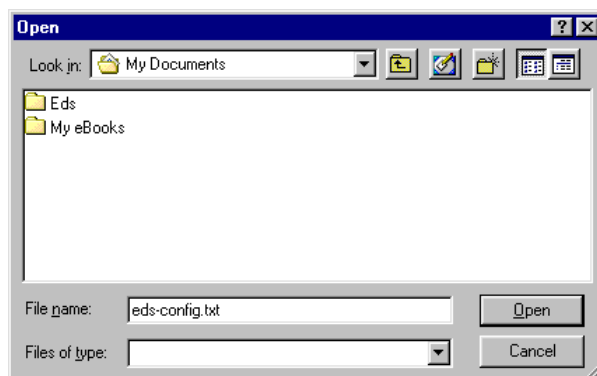 Open
Look in: My Documents
Eds
My eBooks
File name: eds-config.txt Open
Files of type: Cancel